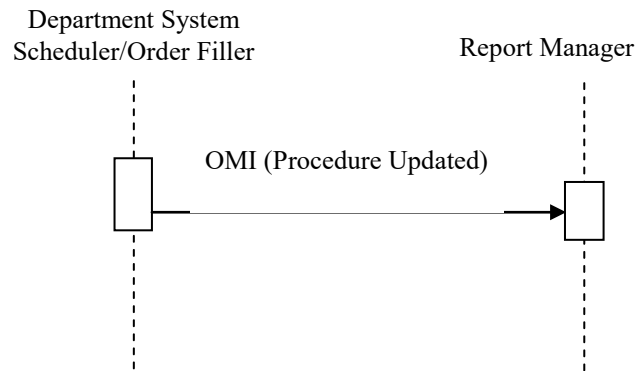 Department System
Scheduler/Order Filler
Report Manager
OMI (Procedure Updated)